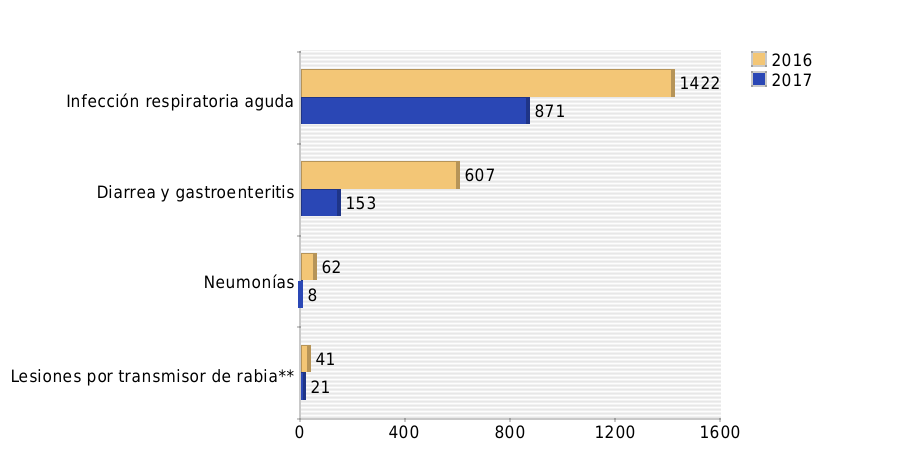 2016
2017
Infección respiratoria aguda
1422
871
Diarrea y gastroenteritis
607
153
Neumonías
62
8
Lesiones por transmisor de rabia**
41
21
0 400 800 1200 1600